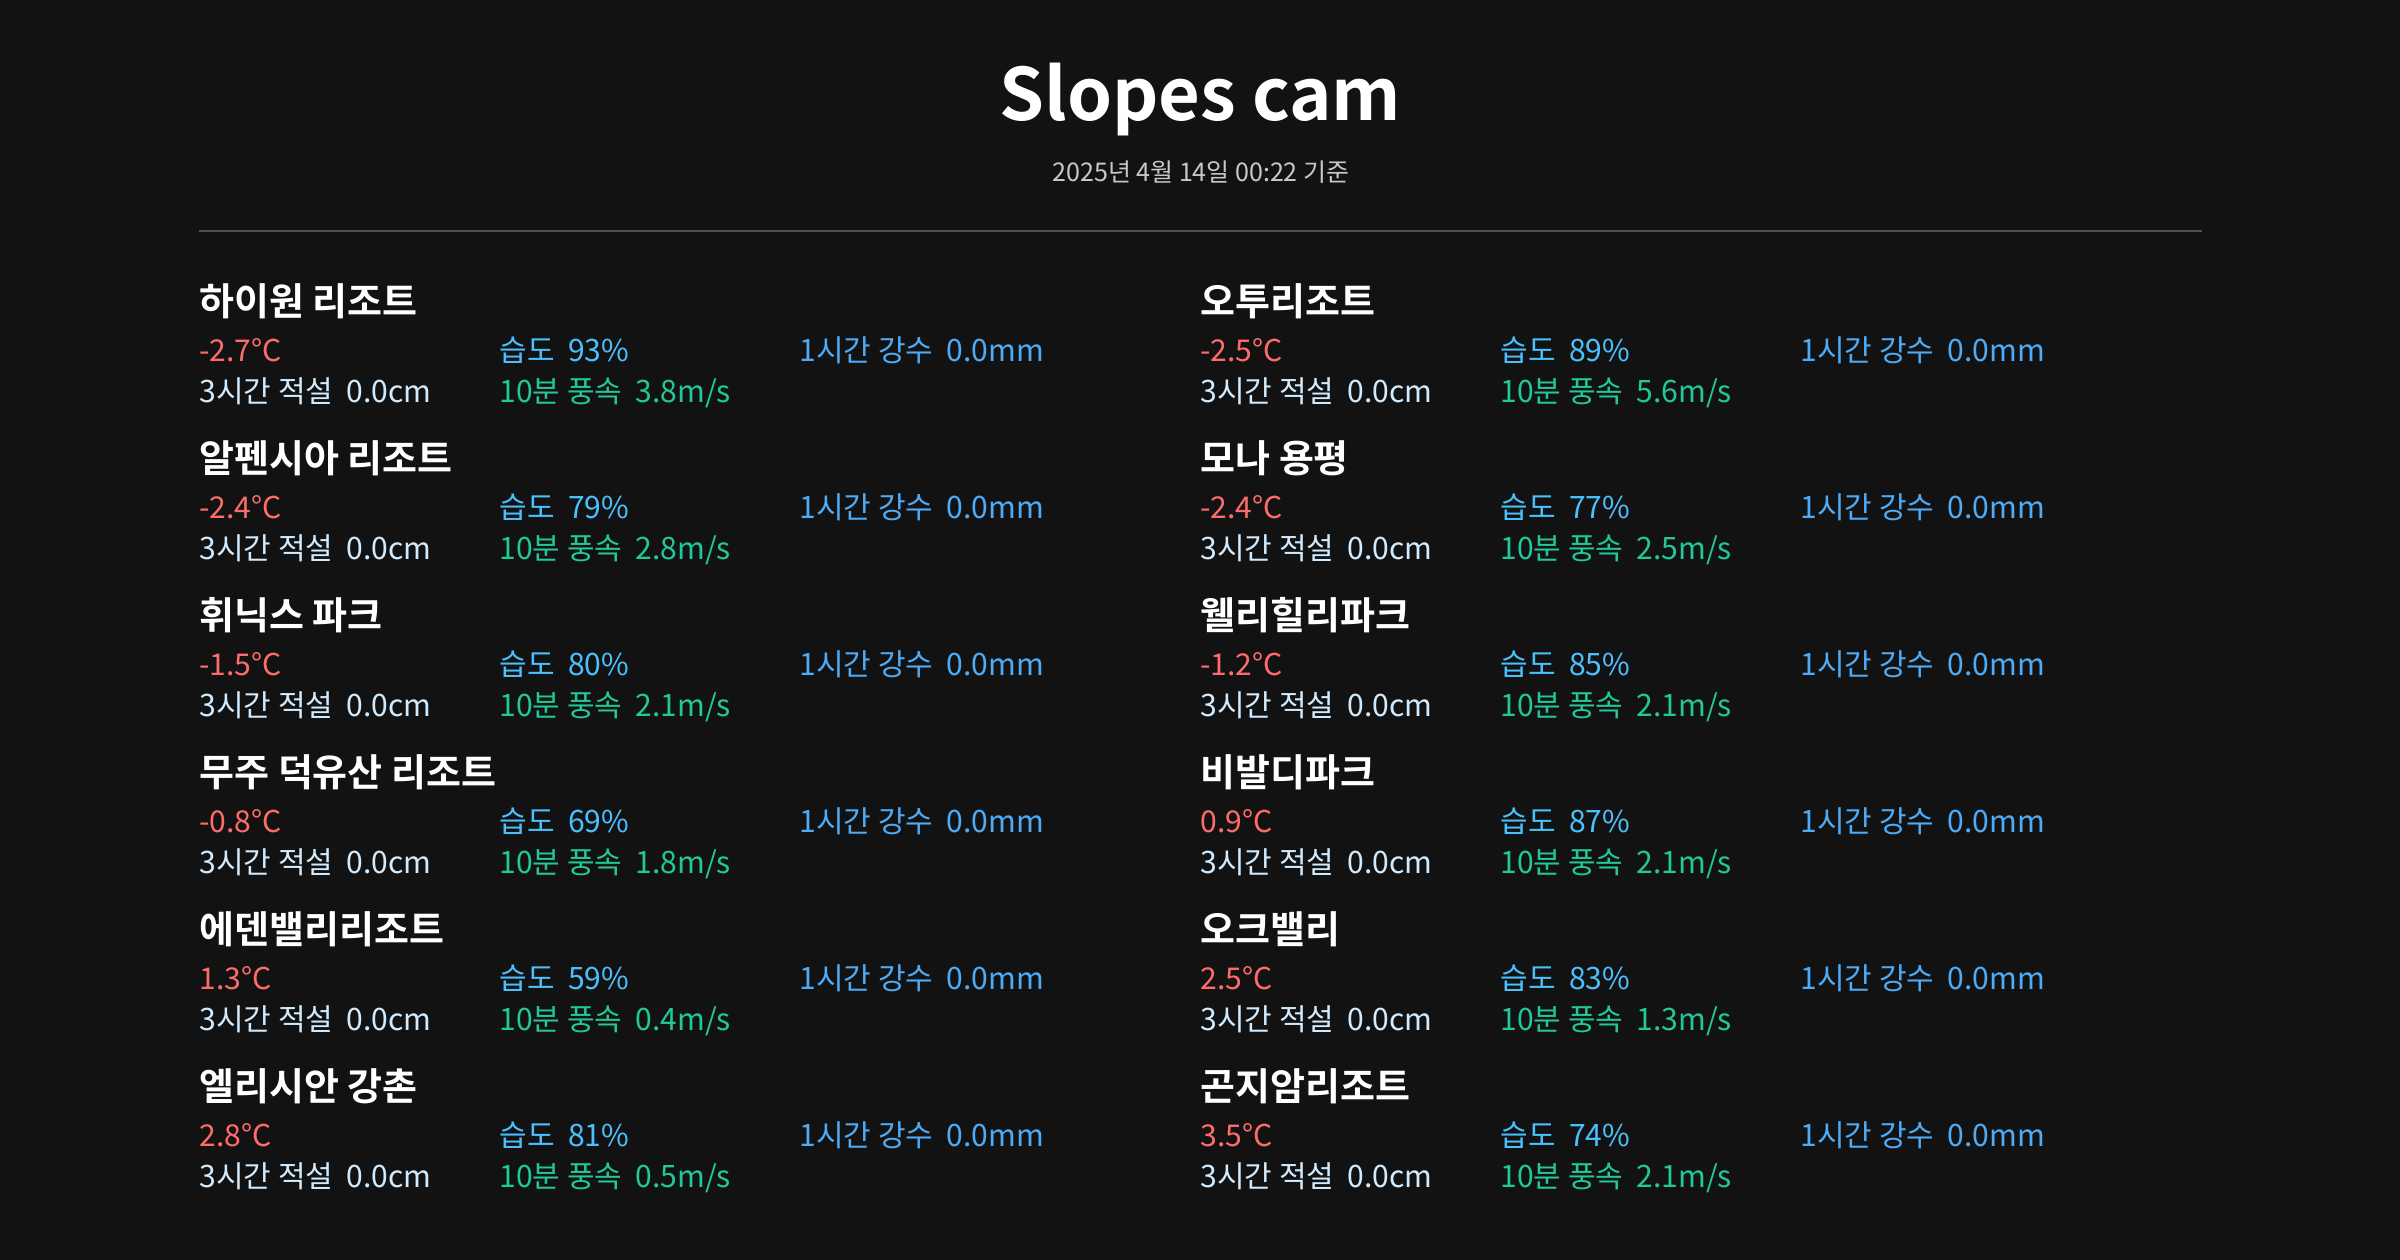 Slopes cam
2025년 4월 14일 00:22 기준
하이원 리조트
-2.7°C 습도 93% 1시간 강수 0.0mm
3시간 적설 0.0cm 10분 풍속 3.8m/s
오투리조트
-2.5°C 습도 89% 1시간 강수 0.0mm
3시간 적설 0.0cm 10분 풍속 5.6m/s
알펜시아 리조트
-2.4°C 습도 79% 1시간 강수 0.0mm
3시간 적설 0.0cm 10분 풍속 2.8m/s
모나 용평
-2.4°C 습도 77% 1시간 강수 0.0mm
3시간 적설 0.0cm 10분 풍속 2.5m/s
휘닉스 파크
-1.5°C 습도 80% 1시간 강수 0.0mm
3시간 적설 0.0cm 10분 풍속 2.1m/s
웰리힐리파크
-1.2°C 습도 85% 1시간 강수 0.0mm
3시간 적설 0.0cm 10분 풍속 2.1m/s
무주 덕유산 리조트
-0.8°C 습도 69% 1시간 강수 0.0mm
3시간 적설 0.0cm 10분 풍속 1.8m/s
비발디파크
0.9°C 습도 87% 1시간 강수 0.0mm
3시간 적설 0.0cm 10분 풍속 2.1m/s
에덴밸리리조트
1.3°C 습도 59% 1시간 강수 0.0mm
3시간 적설 0.0cm 10분 풍속 0.4m/s
오크밸리
2.5°C 습도 83% 1시간 강수 0.0mm
3시간 적설 0.0cm 10분 풍속 1.3m/s
엘리시안 강촌
2.8°C 습도 81% 1시간 강수 0.0mm
3시간 적설 0.0cm 10분 풍속 0.5m/s
곤지암리조트
3.5°C 습도 74% 1시간 강수 0.0mm
3시간 적설 0.0cm 10분 풍속 2.1m/s